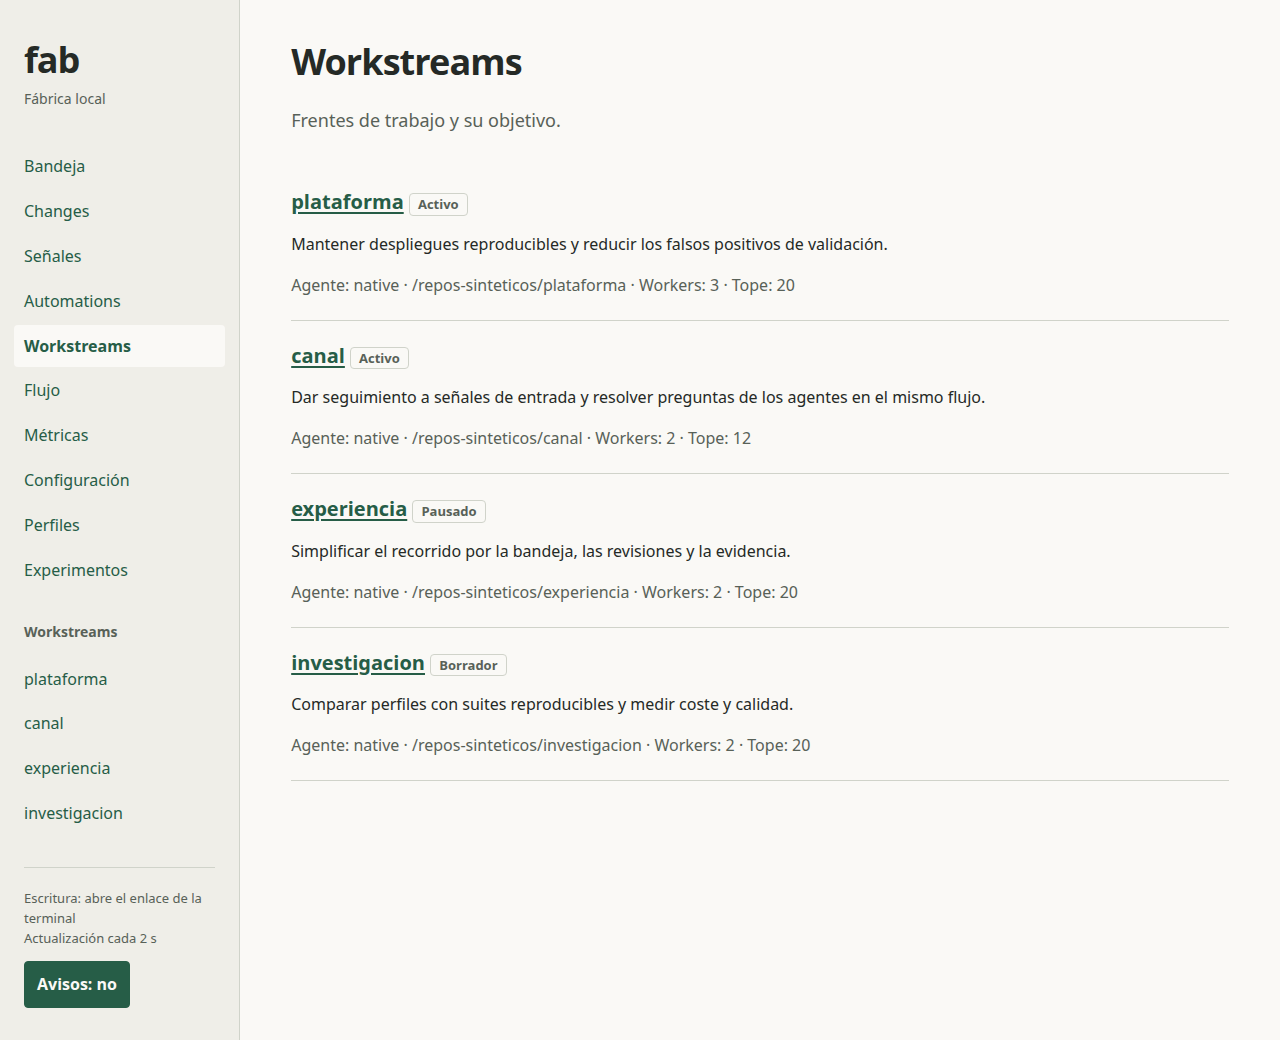 fab
Fábrica local
Bandeja
Changes
Señales
Automations
Workstreams
Flujo
Métricas
Configuración
Perfiles
Experimentos
Workstreams
plataforma
canal
experiencia
investigacion
Escritura: abre el enlace de la
terminal
Actualización cada 2 s
Avisos: no
Workstreams
Frentes de trabajo y su objetivo.
plataforma Activo
Mantener despliegues reproducibles y reducir los falsos positivos de validación.
Agente: native · /repos-sinteticos/plataforma · Workers: 3 · Tope: 20
canal Activo
Dar seguimiento a señales de entrada y resolver preguntas de los agentes en el mismo flujo.
Agente: native · /repos-sinteticos/canal · Workers: 2 · Tope: 12
experiencia Pausado
Simplificar el recorrido por la bandeja, las revisiones y la evidencia.
Agente: native · /repos-sinteticos/experiencia · Workers: 2 · Tope: 20
investigacion Borrador
Comparar perfiles con suites reproducibles y medir coste y calidad.
Agente: native · /repos-sinteticos/investigacion · Workers: 2 · Tope: 20